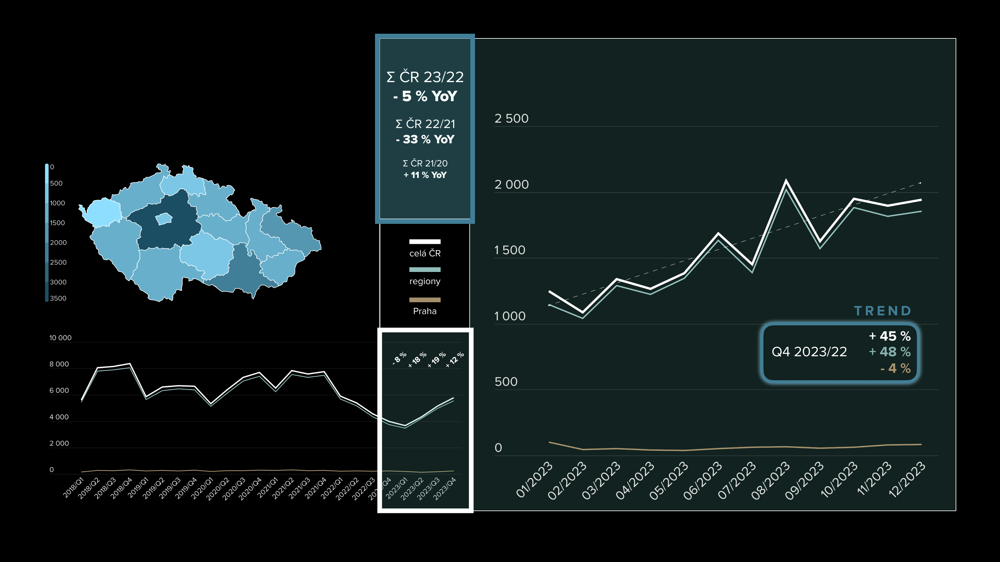 Σ ČR 23/22
- 5 % YoY
Σ ČR 22/21
- 33 % YoY
Σ ČR 21/20
+ 11 % YoY
0
500
1000
1500
2000
2500
3000
3500
celá ČR
regiony
Praha
10 000
8 000
6 000
4 000
2 000
0
- 8 %
+ 18 %
+ 19 %
+ 12 %
2018/Q1
2018/Q2
2018/Q3
2018/Q4
2019/Q1
2019/Q2
2019/Q3
2019/Q4
2020/Q1
2020/Q2
2020/Q3
2020/Q4
2021/Q1
2021/Q2
2021/Q3
2021/Q4
2022/Q1
2022/Q2
2022/Q3
2023/Q1
2023/Q2
2023/Q3
2023/Q4
2 500
2 000
1 500
1 000
500
0
TREND
Q4 2023/22
+ 45 %
+ 48 %
- 4 %
01/2023
02/2023
03/2023
04/2023
05/2023
06/2023
07/2023
08/2023
09/2023
10/2023
11/2023
12/2023